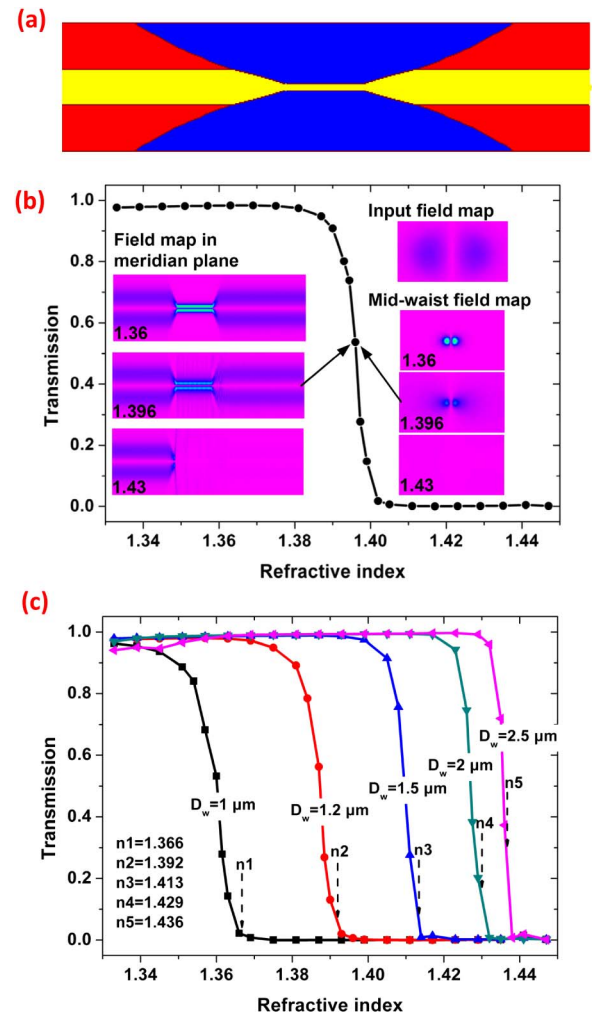 (a)
(b)
1.0
0.8
0.6
0.4
0.2
0.0
Transmission
Field map in
meridian plane
1.36
1.396
1.43
Input field map
Mid-waist field map
1.36
1.396
1.43
1.34
1.36
1.38
1.40
1.42
1.44
Refractive index
(c)
1.0
0.8
0.6
0.4
0.2
0.0
Transmission
Dw=1 μm
Dw=1.2 μm
Dw=1.5 μm
Dw=2 μm
Dw=2.5 μm
n1
n2
n3
n4
n5
n1=1.366
n2=1.392
n3=1.413
n4=1.429
n5=1.436
1.34
1.36
1.38
1.40
1.42
1.44
Refractive index